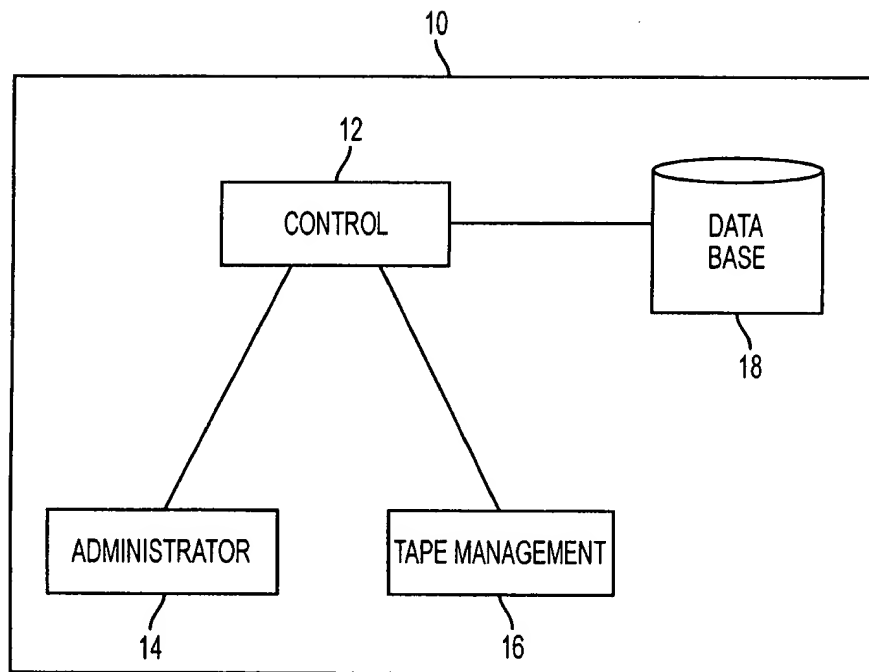 10
12
CONTROL
DATA
BASE
18
ADMINISTRATOR
TAPE MANAGEMENT
14
16